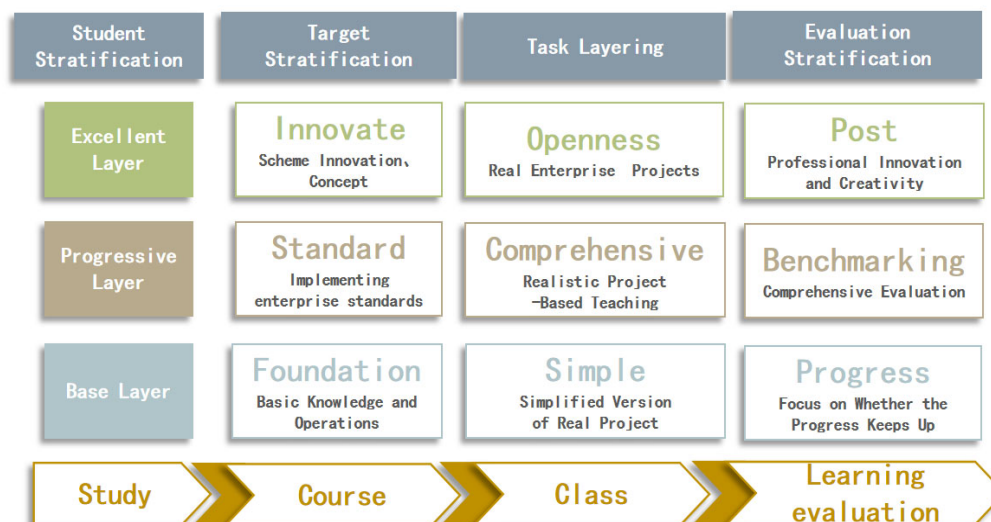 Student
Stratification
Target
Stratification
Task Layering
Evaluation
Stratification
Excellent
Layer
Innovate
Scheme Innovation、
Concept
Openness
Real Enterprise Projects
Post
Professional Innovation
and Creativity
Progressive
Layer
Standard
Implementing
enterprise standards
Comprehensive
Realistic Project
-Based Teaching
Benchmarking
Comprehensive Evaluation
Base Layer
Foundation
Basic Knowledge and
Operations
Simple
Simplified Version
of Real Project
Progress
Focus on Whether the
Progress Keeps Up
Study
Course
Class
Learning
evaluation